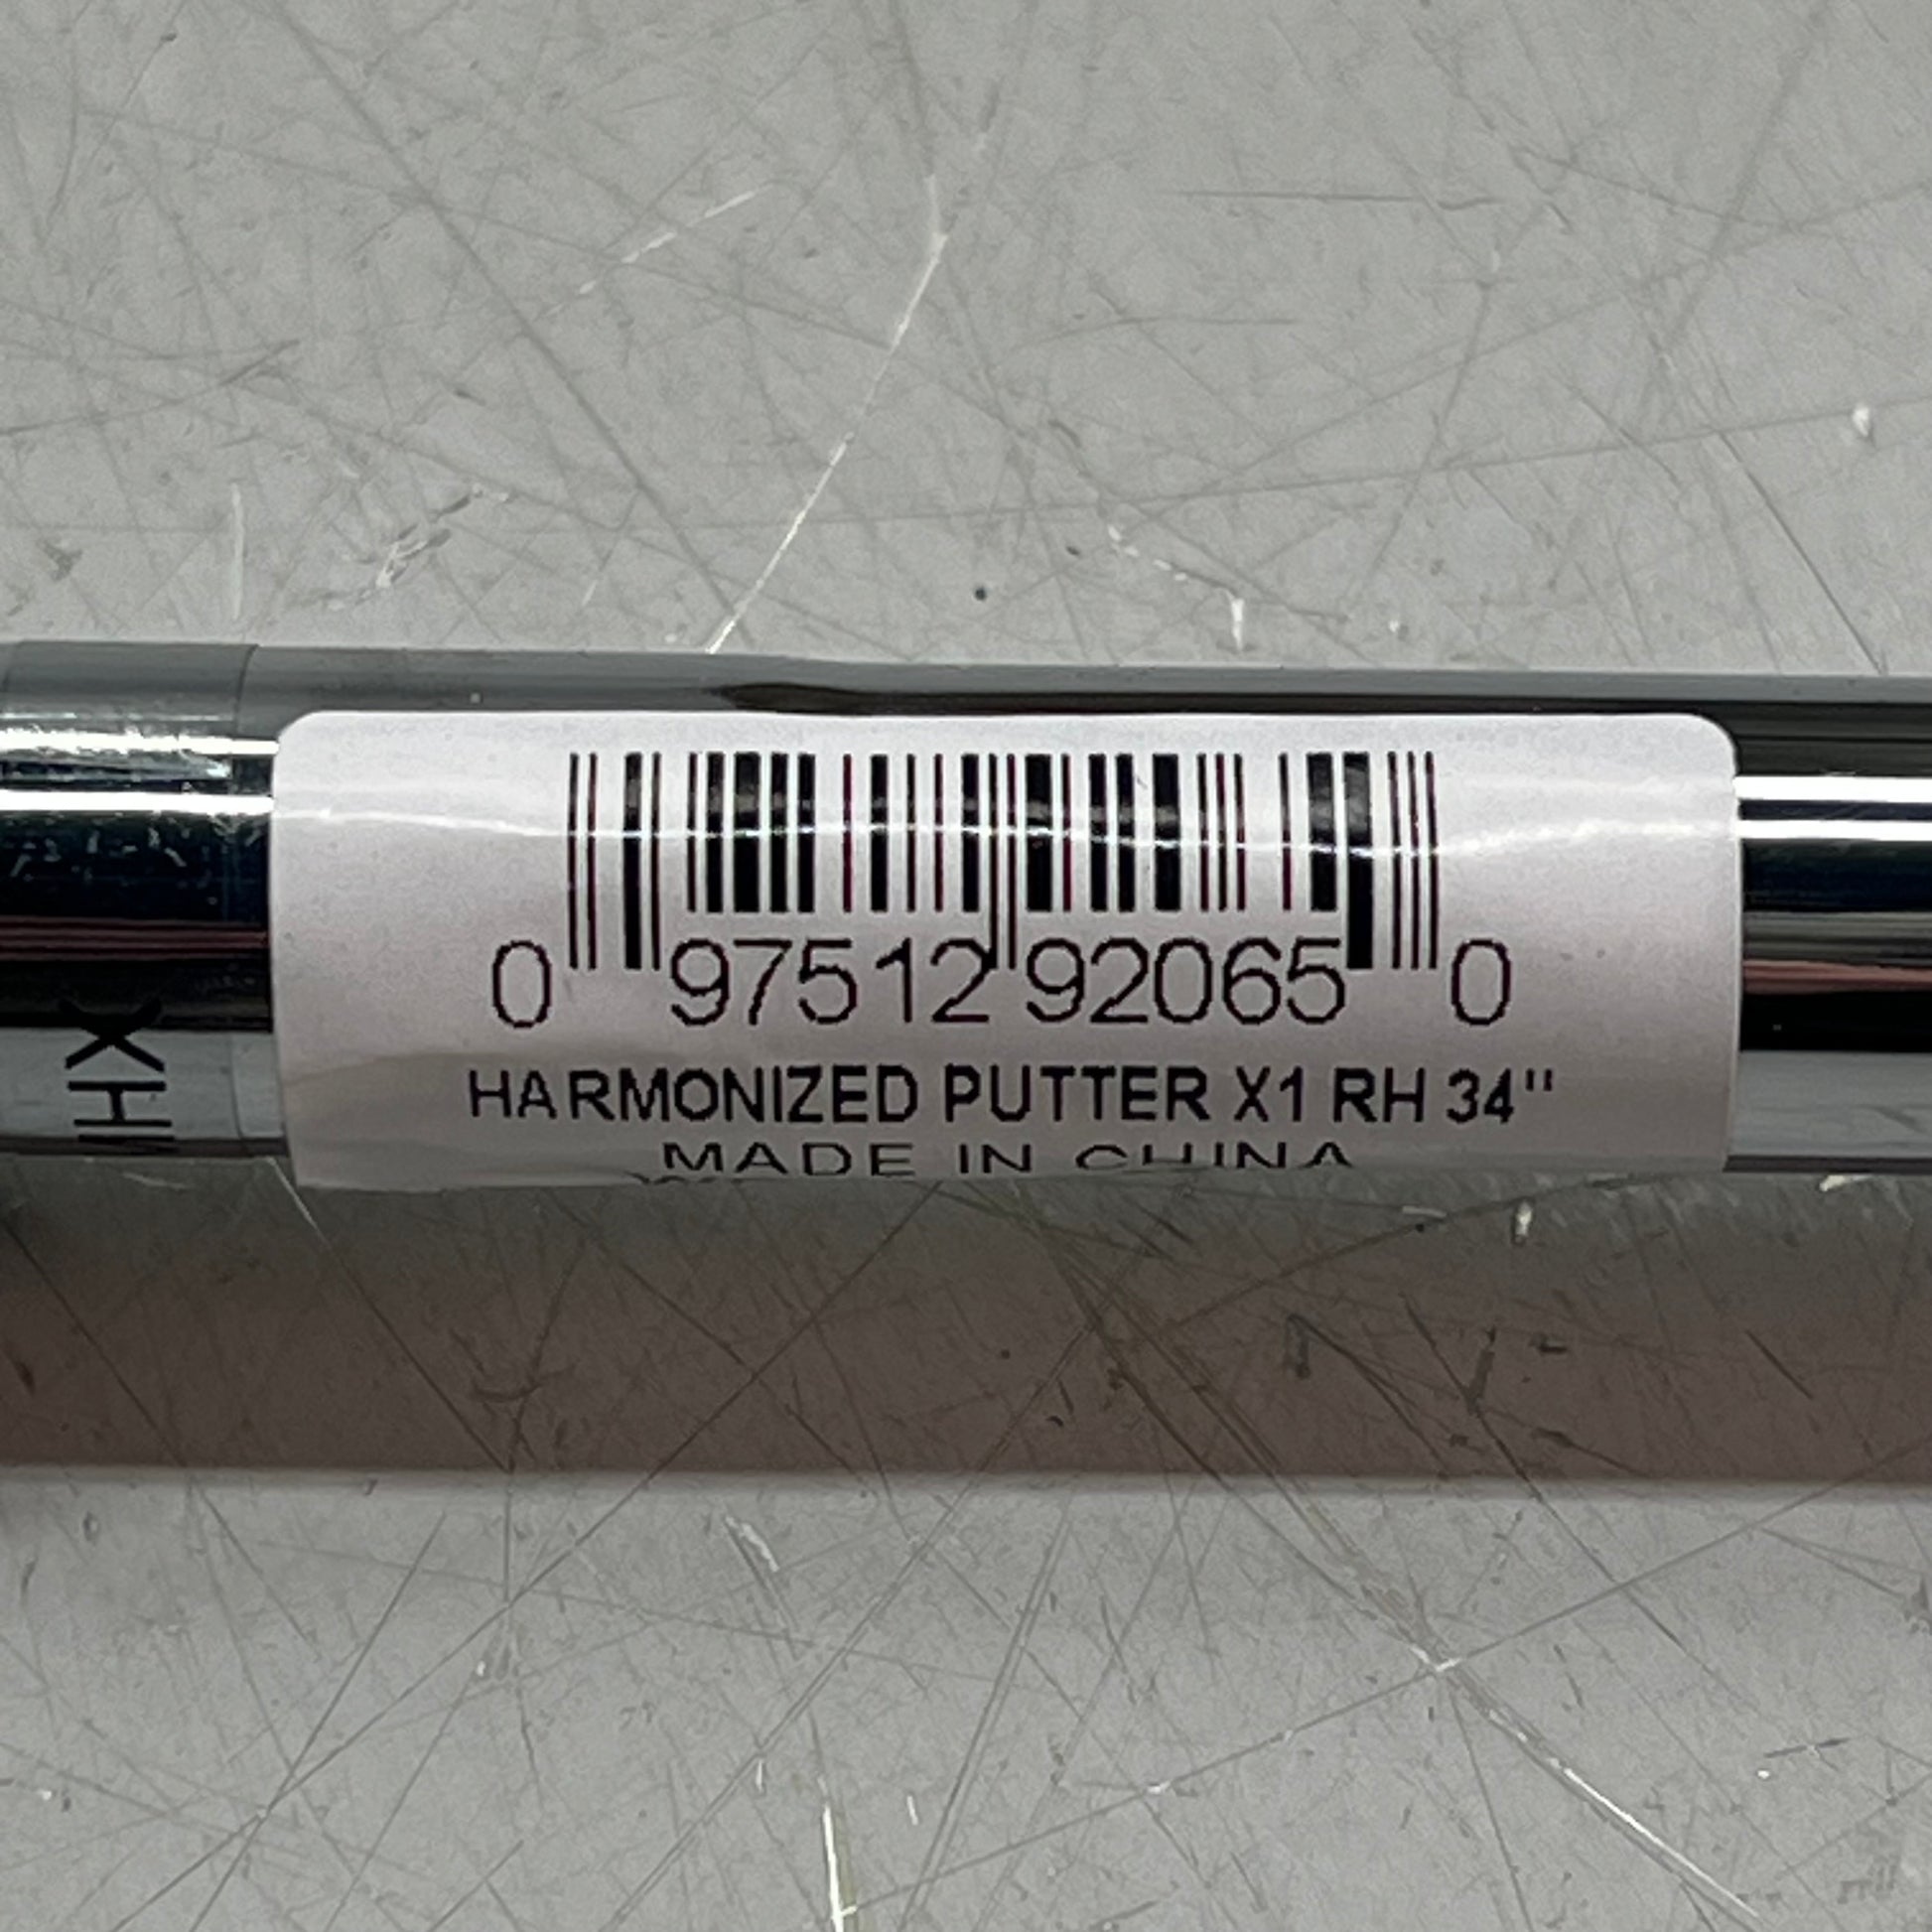 0 97512 92065 0
HARMONIZED PUTTER X1 RH 34"
MADE IN CHINA